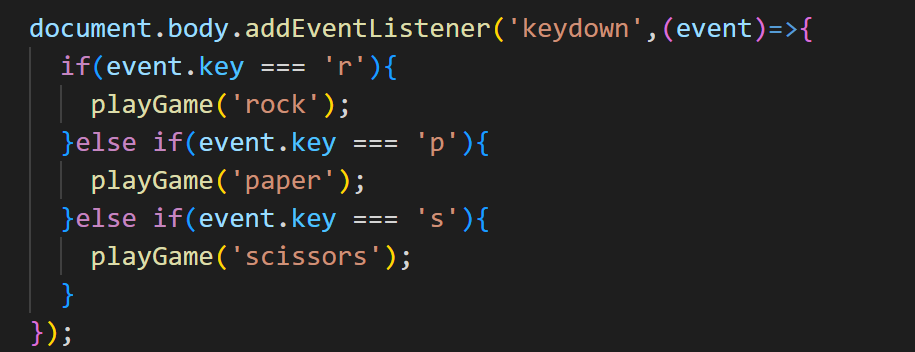 document.body.addEventListener('keydown',(event)=>{
  if(event.key === 'r'){
    playGame('rock');
  }else if(event.key === 'p'){
    playGame('paper');
  }else if(event.key === 's'){
    playGame('scissors');
  }
});